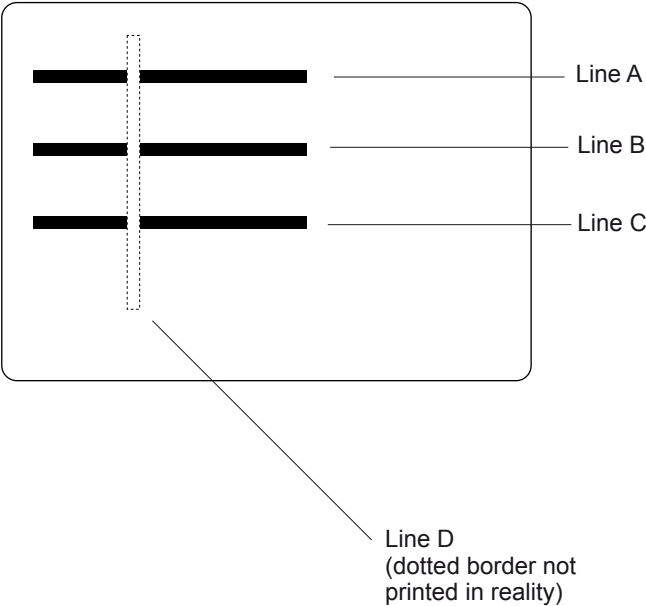 Line A
Line B
Line C
Line D
(dotted border not
printed in reality)